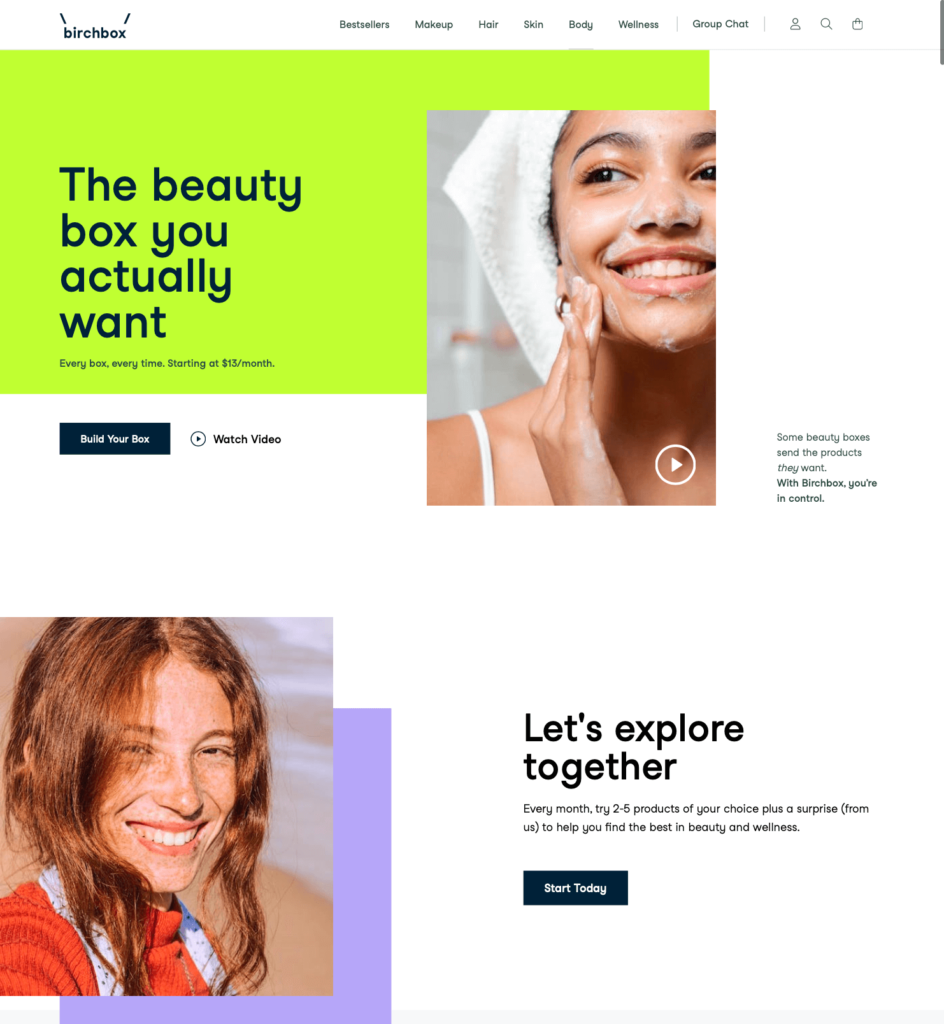 birchbox
Bestsellers Makeup Hair Skin Body Wellness Group Chat
The beauty
box you
actually
want
Every box, every time. Starting at $13/month.
Build Your Box Watch Video
Some beauty boxes
send the products
they want.
With Birchbox, you're
in control.
Let's explore
together
Every month, try 2-5 products of your choice plus a surprise (from
us) to help you find the best in beauty and wellness.
Start Today